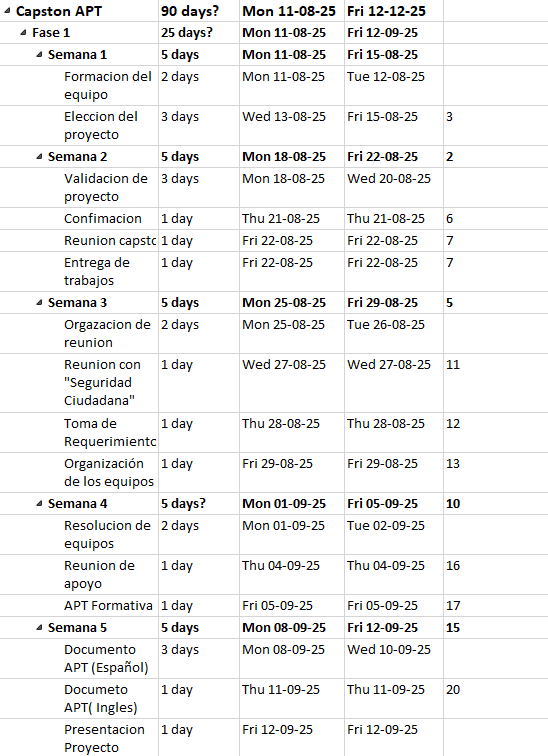 Capston APT 90 days? Mon 11-08-25 Fri 12-12-25
Fase 1 25 days? Mon 11-08-25 Fri 12-09-25
Semana 1 5 days Mon 11-08-25 Fri 15-08-25
Formacion del 2 days Mon 11-08-25 Tue 12-08-25
equipo
Eleccion del 3 days Wed 13-08-25 Fri 15-08-25 3
proyecto
Semana 2 5 days Mon 18-08-25 Fri 22-08-25 2
Validacion de 3 days Mon 18-08-25 Wed 20-08-25
proyecto
Confimacion 1 day Thu 21-08-25 Thu 21-08-25 6
Reunion capsto 1 day Fri 22-08-25 Fri 22-08-25 7
Entrega de 1 day Fri 22-08-25 Fri 22-08-25 7
trabajos
Semana 3 5 days Mon 25-08-25 Fri 29-08-25 5
Orgazacion de 2 days Mon 25-08-25 Tue 26-08-25
reunion
Reunion con 1 day Wed 27-08-25 Wed 27-08-25 11
"Seguridad
Ciudadana"
Toma de 1 day Thu 28-08-25 Thu 28-08-25 12
Requerimiento
Organización 1 day Fri 29-08-25 Fri 29-08-25 13
de los equipos
Semana 4 5 days? Mon 01-09-25 Fri 05-09-25 10
Resolucion de 2 days Mon 01-09-25 Tue 02-09-25
equipos
Reunion de 1 day Thu 04-09-25 Thu 04-09-25 16
apoyo
APT Formativa 1 day Fri 05-09-25 Fri 05-09-25 17
Semana 5 5 days Mon 08-09-25 Fri 12-09-25 15
Documento 3 days Mon 08-09-25 Wed 10-09-25
APT (Español)
Documeto 1 day Thu 11-09-25 Thu 11-09-25 20
APT( Ingles)
Presentacion 1 day Fri 12-09-25 Fri 12-09-25
Proyecto